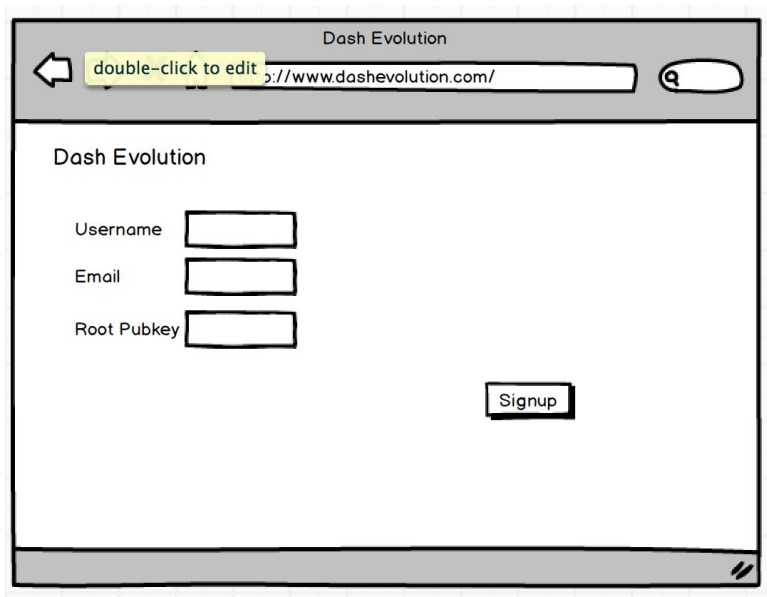 Dash Evolution
double-click to edit
://www.dashevolution.com/
Dash Evolution
Username
Email
Root Pubkey
Signup